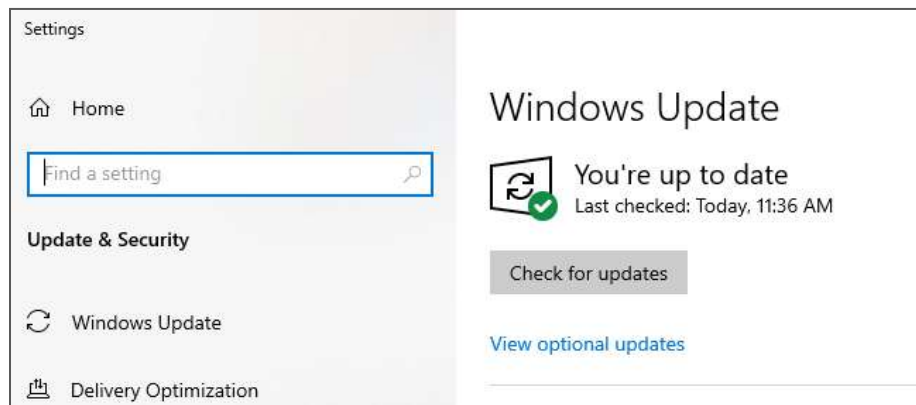 Settings
Home
Find a setting
Update & Security
Windows Update
Delivery Optimization
Windows Update
You're up to date
Last checked: Today, 11:36 AM
Check for updates
View optional updates